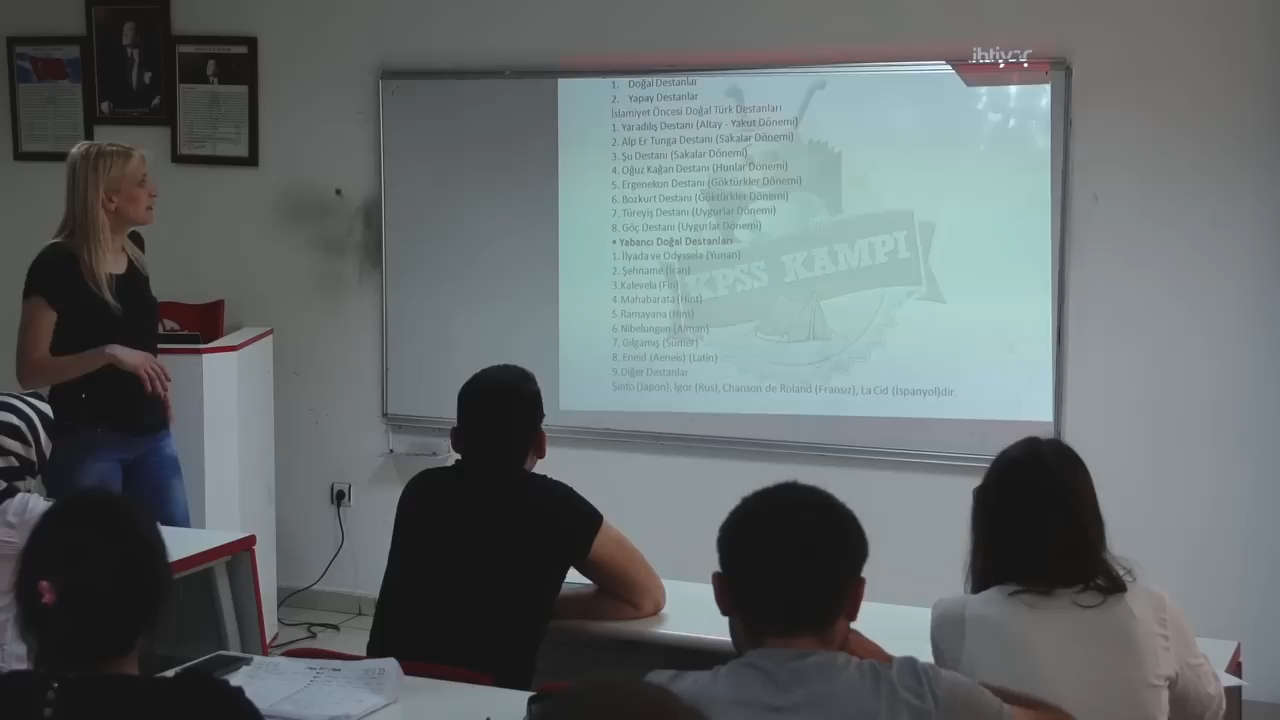 ihtiyaç
1. Doğal Destanlar
2. Yapay Destanlar
İslamiyet Öncesi Doğal Türk Destanları
1. Yaradılış Destanı (Altay - Yakut Dönemi)
2. Alp Er Tunga Destanı (Sakalar Dönemi)
3. Şu Destanı (Sakalar Dönemi)
4. Oğuz Kağan Destanı (Hunlar Dönemi)
5. Ergenekon Destanı (Göktürkler Dönemi)
6. Bozkurt Destanı (Göktürkler Dönemi)
7. Türeyiş Destanı (Uygurlar Dönemi)
8. Göç Destanı (Uygurlar Dönemi)
• Yabancı Doğal Destanları
1. İlyada ve Odyssela (Yunan)
2. Şehname (İran)
3.Kalevela (Fin)
4.Mahabarata (Hint)
5.Ramayana (Hint)
6.Nibelungen (Alman)
7. Gılgamış (Sümer)
8. Eneid (Aeneis) (Latin)
9.Diğer Destanlar
Şinto (Japon), İgor (Rus), Chanson de Roland (Fransız), La Cid (İspanyol)dir.
KPSS KAMPI